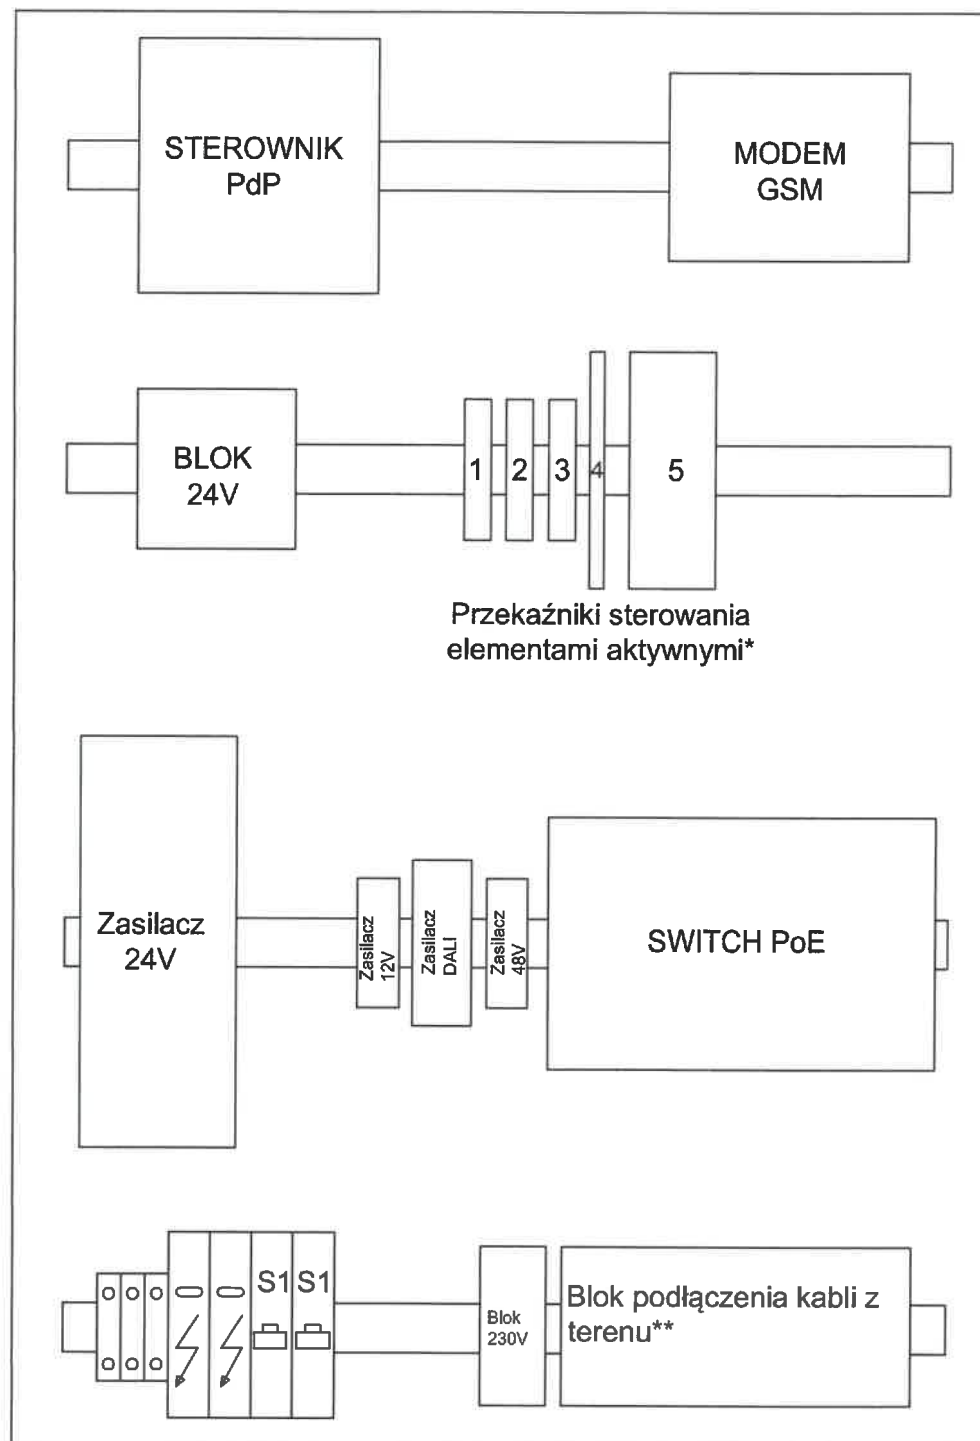 STEROWNIK
PdP
MODEM
GSM
BLOK
24V
1
2
3
4
5
Przekaźniki sterowania
elementami aktywnymi*
Zasilacz
24V
Zasilacz
12V
Zasilacz
DALI
Zasilacz
48V
SWITCH PoE
S1
S1
Blok
230V
Blok podłączenia kabli z
terenu**